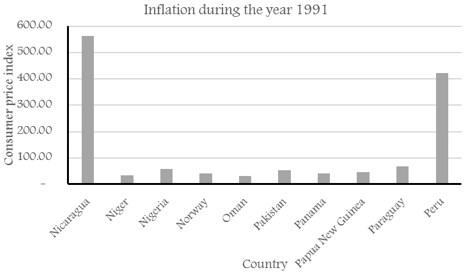 Inflation during the year 1991
Consumer price index
600.00
500.00
400.00
300.00
200.00
100.00
-
Nicaragua
Niger
Nigeria
Norway
Oman
Pakistan
Panama
Papua New Guinea
Paraguay
Peru
Country